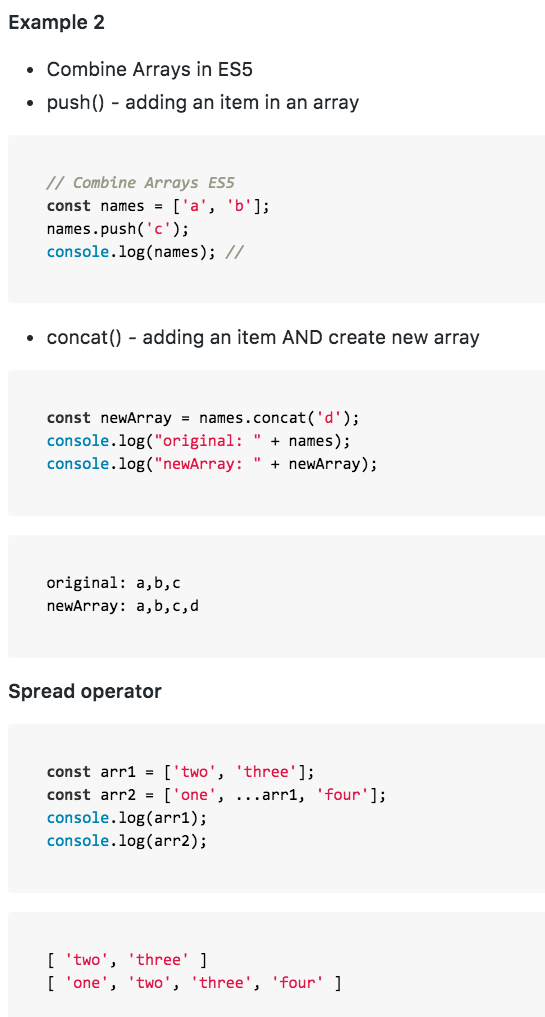 Example 2
• Combine Arrays in ES5
• push() - adding an item in an array
// Combine Arrays ES5
const names = ['a', 'b'];
names.push('c');
console.log(names); //
• concat() - adding an item AND create new array
const newArray = names.concat('d');
console.log("original: " + names);
console.log("newArray: " + newArray);
original: a,b,c
newArray: a,b,c,d
Spread operator
const arr1 = ['two', 'three'];
const arr2 = ['one', ...arr1, 'four'];
console.log(arr1);
console.log(arr2);
[ 'two', 'three' ]
[ 'one', 'two', 'three', 'four' ]